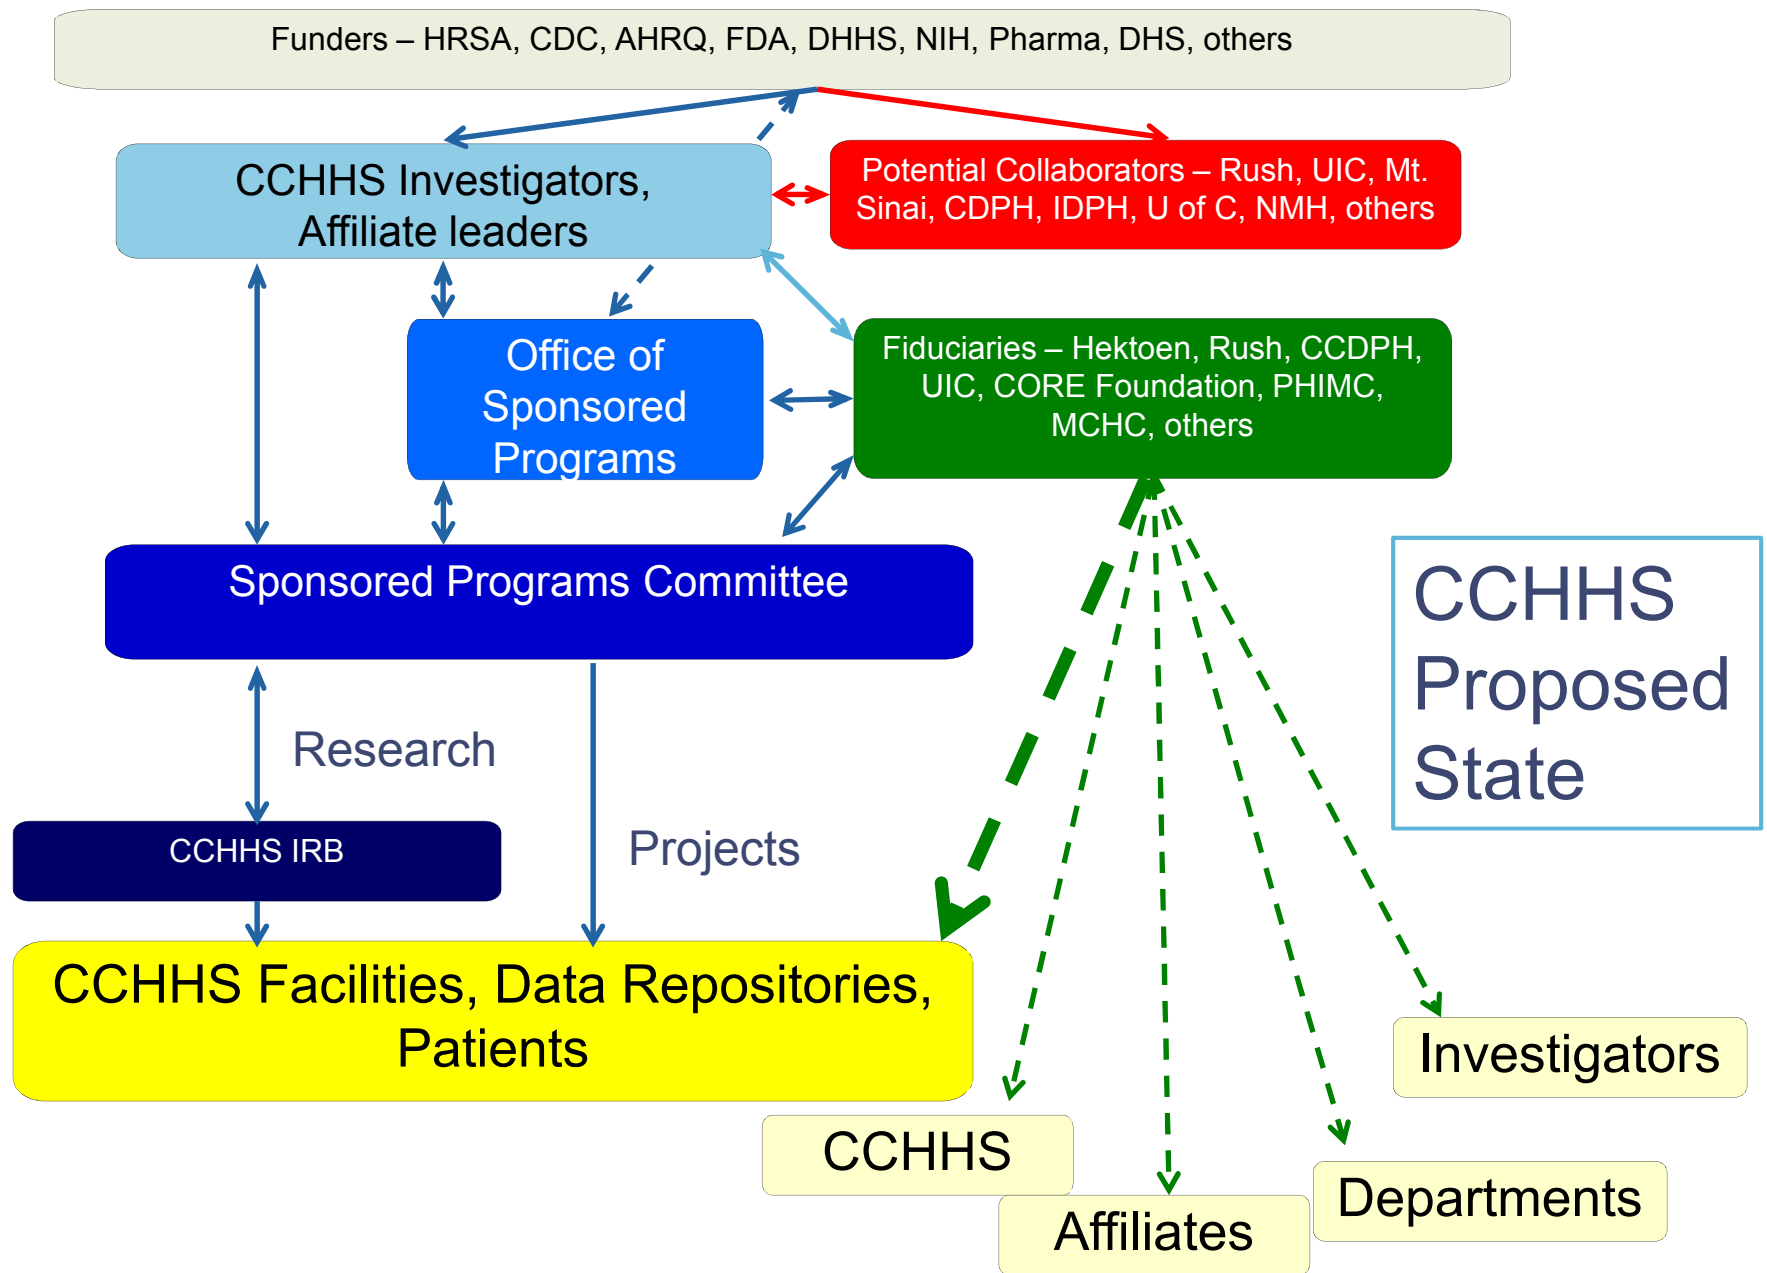 Funders – HRSA, CDC, AHRQ, FDA, DHHS, NIH, Pharma, DHS, others
CCHHS Investigators,
Affiliate leaders
Potential Collaborators – Rush, UIC, Mt.
Sinai, CDPH, IDPH, U of C, NMH, others
Office of
Sponsored
Programs
Fiduciaries – Hektoen, Rush, CCDPH,
UIC, CORE Foundation, PHIMC,
MCHC, others
Sponsored Programs Committee
CCHHS
Proposed
State
Research
Projects
CCHHS IRB
CCHHS Facilities, Data Repositories,
Patients
Investigators
CCHHS
Departments
Affiliates